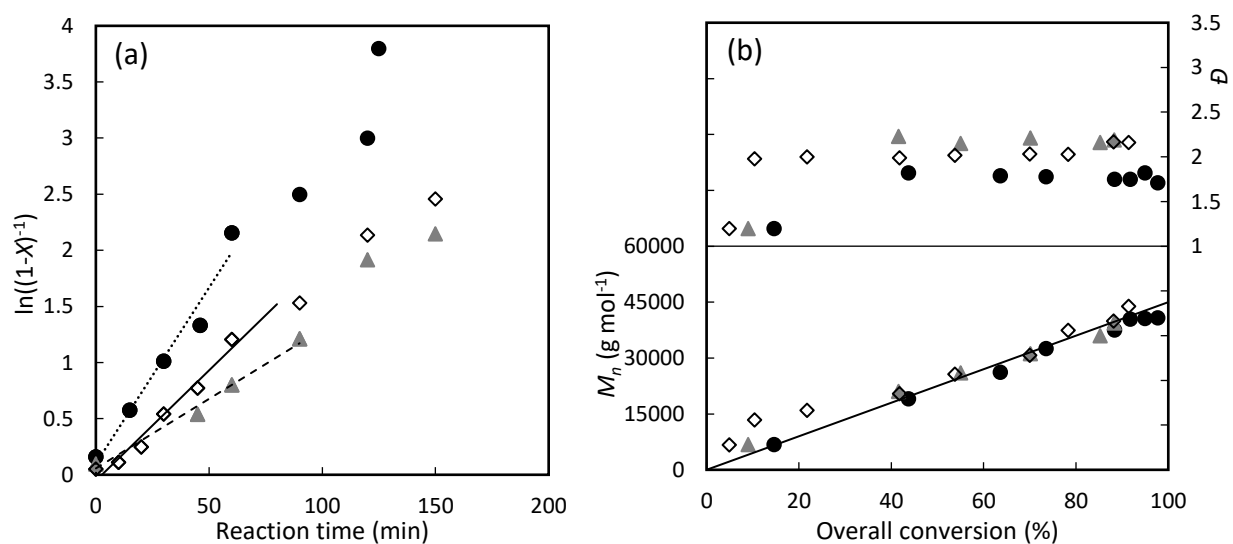 (a)
4
3.5
3
2.5
2
1.5
1
0.5
0
ln((1-X)⁻¹)
0 50 100 150 200
Reaction time (min)
(b)
3.5
3
2.5
2
1.5
1
Đ
60000
45000
30000
15000
0
Mn (g mol⁻¹)
0 20 40 60 80 100
Overall conversion (%)